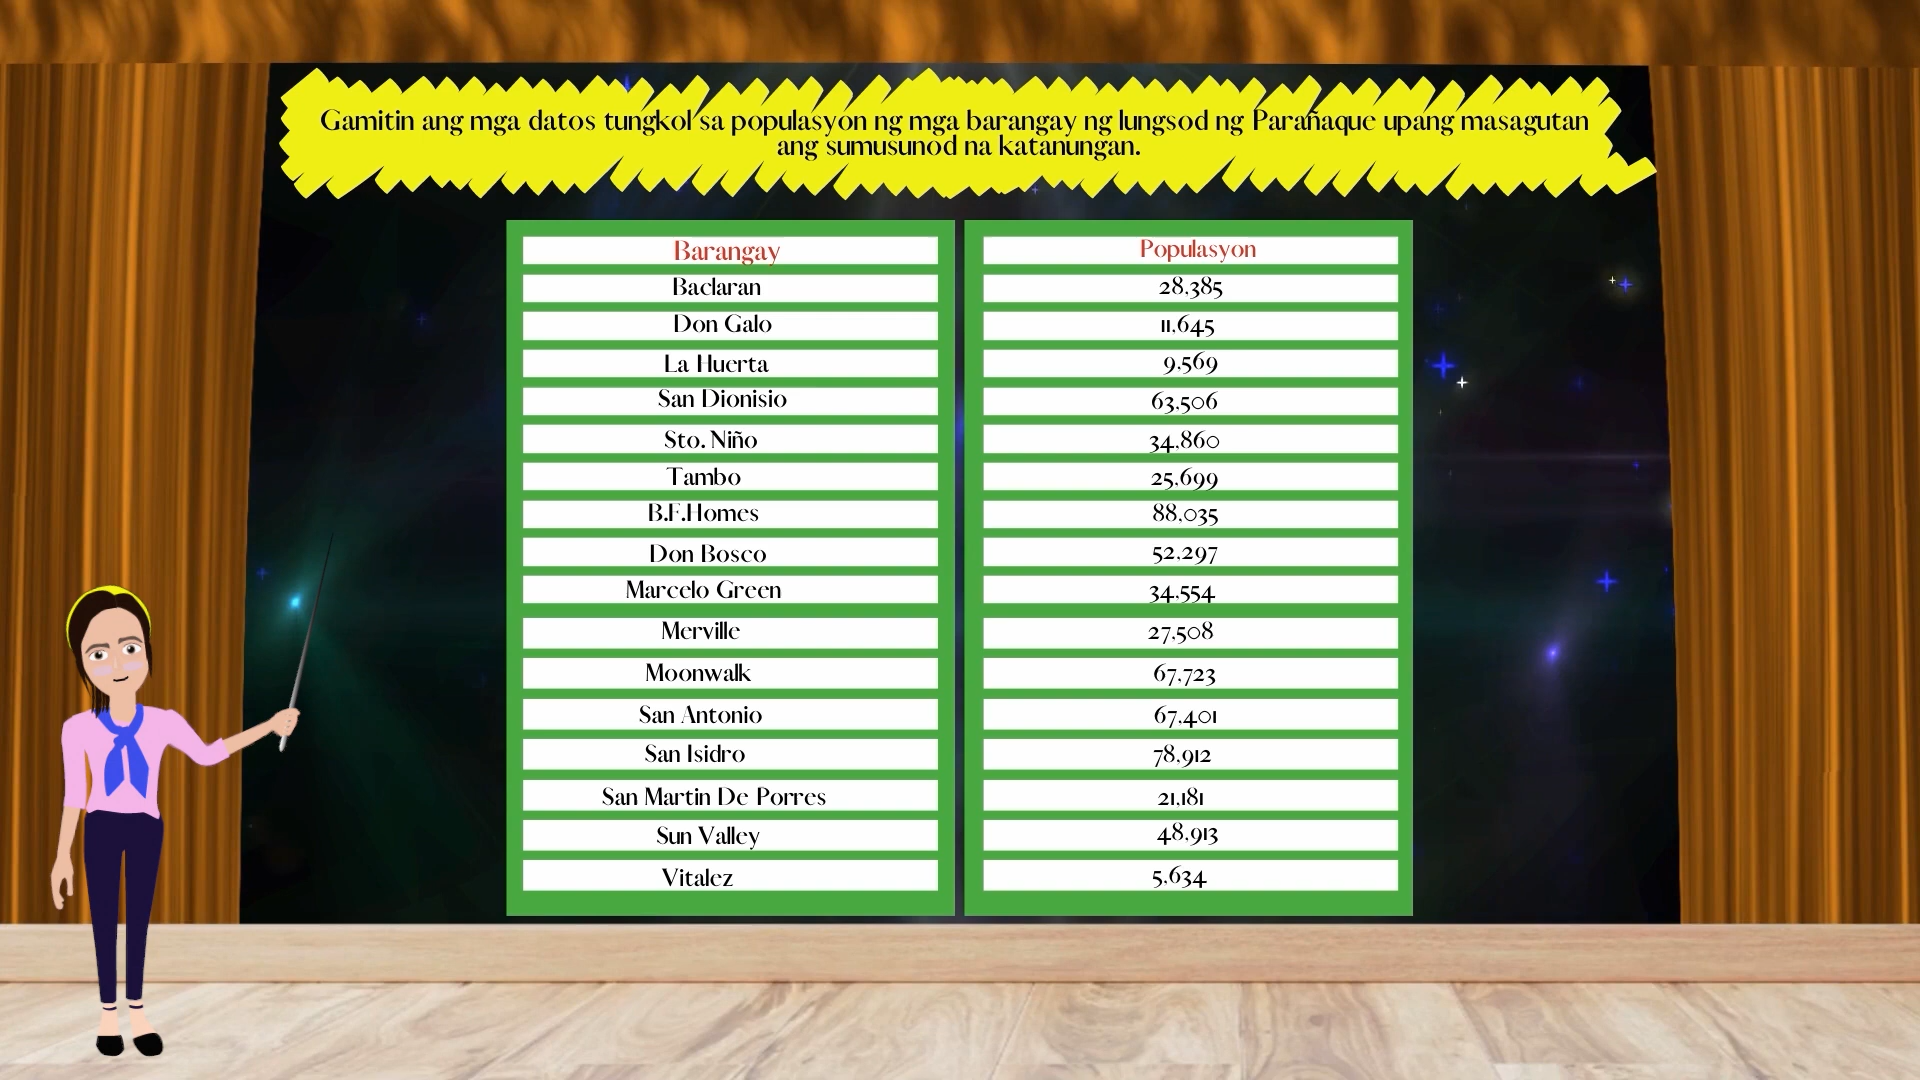 Gamitin ang mga datos tungkol sa populasyon ng mga barangay ng lungsod ng Parañaque upang masagutan
ang sumusunod na katanungan.
Barangay Populasyon
Baclaran 28,385
Don Galo 11,645
La Huerta 9,569
San Dionisio 63,506
Sto. Niño 34,860
Tambo 25,699
B.F.Homes 88,035
Don Bosco 52,297
Marcelo Green 34,554
Merville 27,508
Moonwalk 67,723
San Antonio 67,401
San Isidro 78,912
San Martin De Porres 21,181
Sun Valley 48,913
Vitalez 5,634